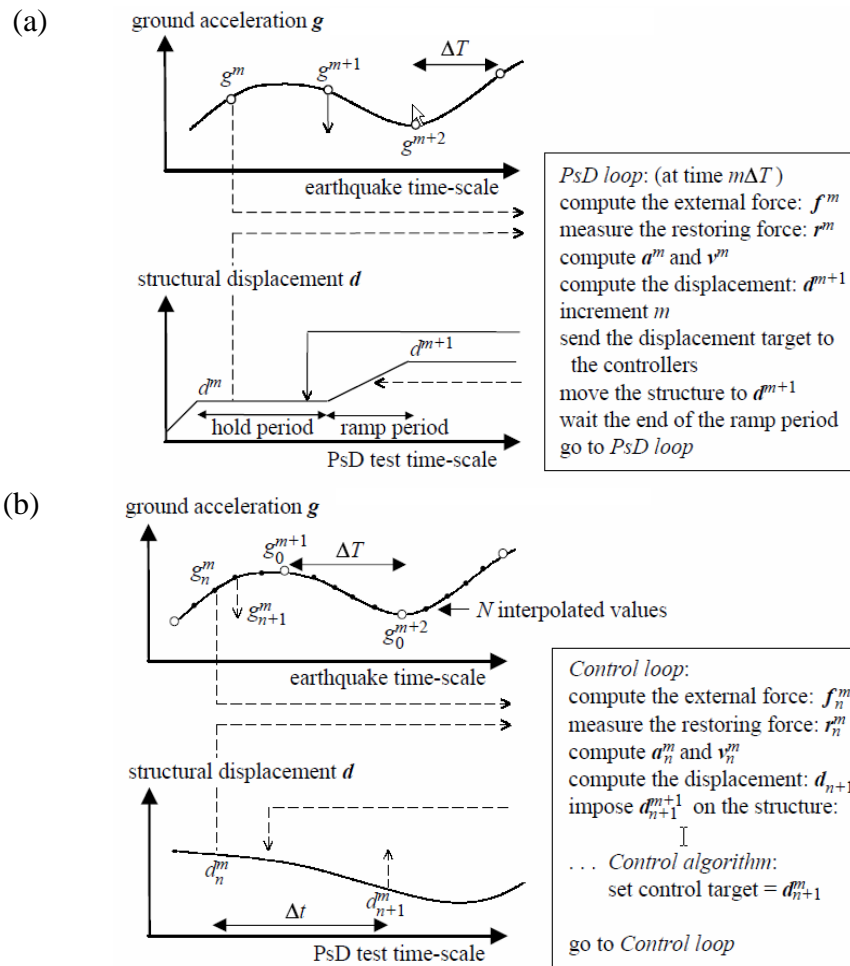 (a)
ground acceleration g
ΔT
g^m
g^{m+1}
g^{m+2}
earthquake time-scale
structural displacement d
d^m
d^{m+1}
hold period
ramp period
PsD test time-scale
PsD loop: (at time mΔT )
compute the external force: f^m
measure the restoring force: r^m
compute a^m and v^m
compute the displacement: d^{m+1}
increment m
send the displacement target to
the controllers
move the structure to d^{m+1}
wait the end of the ramp period
go to PsD loop
(b)
ground acceleration g
g_0^{m+1}
ΔT
g_n^m
g_{n+1}^m
N interpolated values
g_0^{m+2}
earthquake time-scale
structural displacement d
d_n^m
d_{n+1}^m
Δt
PsD test time-scale
Control loop:
compute the external force: f_n^m
measure the restoring force: r_n^m
compute a_n^m and v_n^m
compute the displacement: d_{n+1}
impose d_{n+1}^{m+1} on the structure:
. . . Control algorithm:
set control target = d_{n+1}^m
go to Control loop